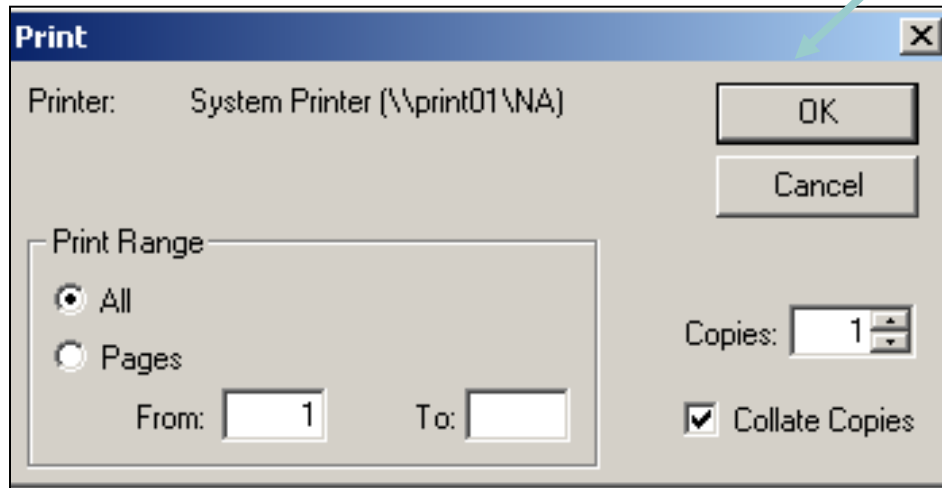 Print
Printer: System Printer (\\print01\NA)
OK
Cancel
Print Range
All
Pages
From: 1 To:
Copies: 1
Collate Copies